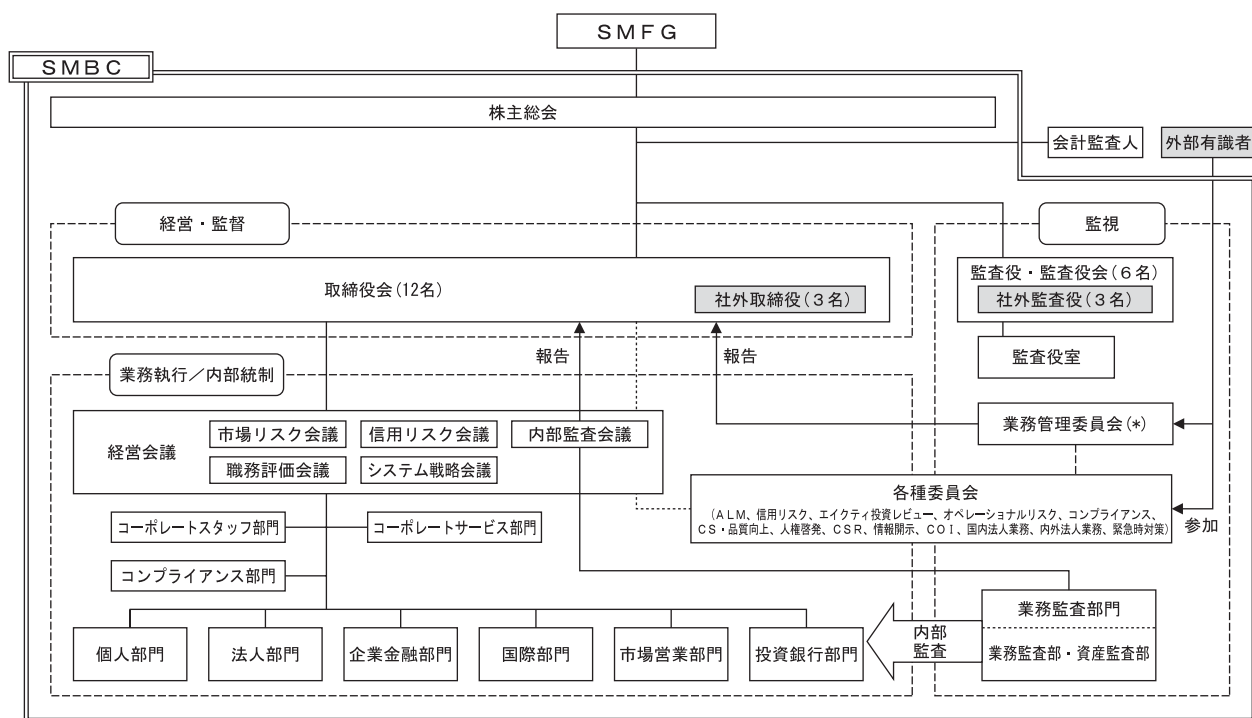 SMFG
SMBC
株主総会
会計監査人
外部有識者
経営・監督
監視
取締役会(12名)
社外取締役(3名)
監査役・監査役会(6名)
社外監査役(3名)
監査役室
報告
報告
業務執行/内部統制
経営会議
市場リスク会議
信用リスク会議
内部監査会議
職務評価会議
システム戦略会議
業務管理委員会(*)
各種委員会
(ALM、信用リスク、エイクティ投資レビュー、オペレーショナルリスク、コンプライアンス、
CS・品質向上、人権啓発、CSR、情報開示、COI、国内法人業務、内外法人業務、緊急時対策)
参加
コーポレートスタッフ部門
コーポレートサービス部門
コンプライアンス部門
個人部門
法人部門
企業金融部門
国際部門
市場営業部門
投資銀行部門
内部
監査
業務監査部門
業務監査部・資産監査部